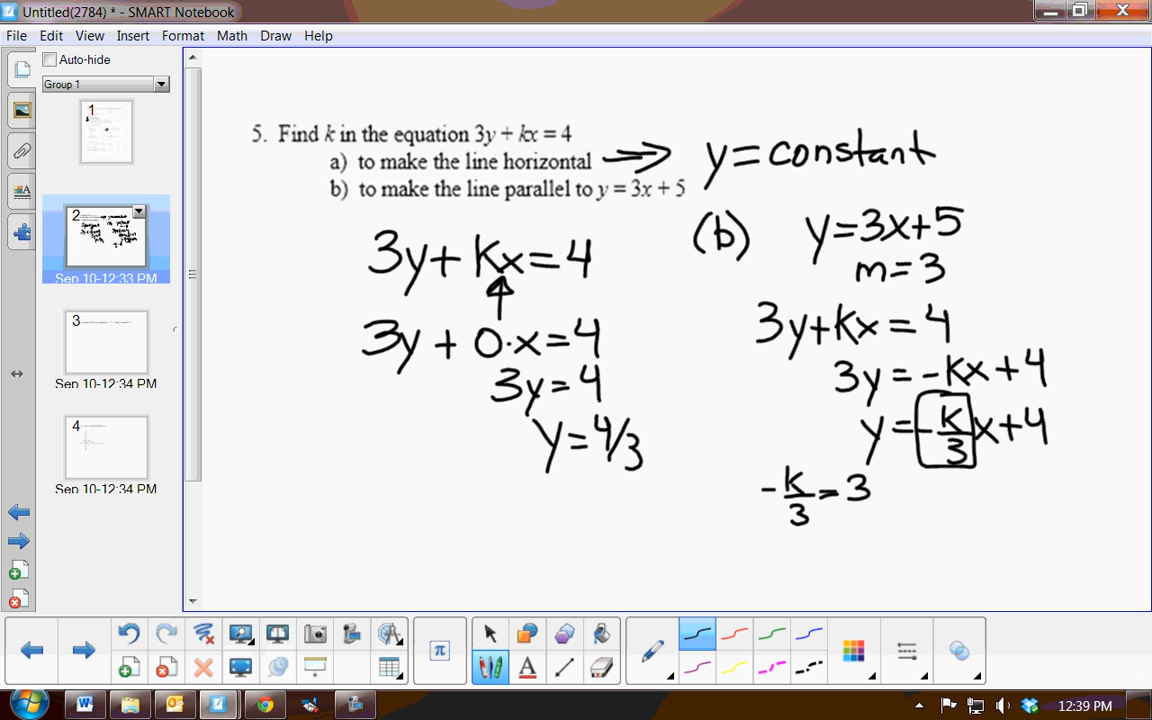 Untitled(2784) * - SMART Notebook
File Edit View Insert Format Math Draw Help
Auto-hide
Group 1
1
2
Sep 10-12:33 PM
3
Sep 10-12:34 PM
4
Sep 10-12:34 PM
5. Find k in the equation 3y + kx = 4
a) to make the line horizontal
b) to make the line parallel to y = 3x + 5
y = constant
3y + kx = 4
3y + 0·x = 4
3y = 4
y = 4/3
(b) y = 3x + 5
m = 3
3y + kx = 4
3y = -kx + 4
y = -k/3 x + 4
-k/3 = 3
π
A
W
12:39 PM